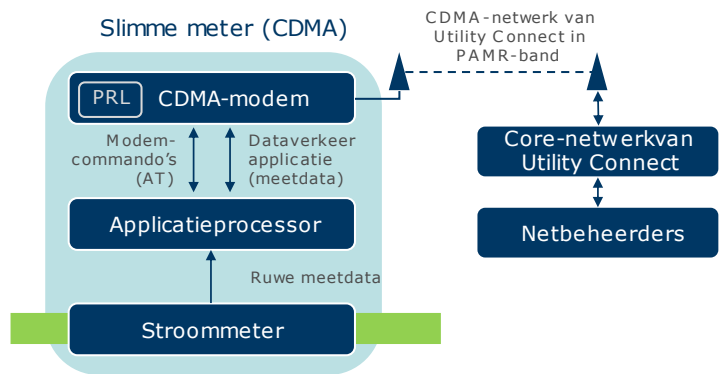 Slimme meter (CDMA)
CDMA-netwerk van
Utility Connect in
PAMR-band
PRL
CDMA-modem
Modem-
commando's
(AT)
Dataverkeer
applicatie
(meetdata)
Core-netwerkvan
Utility Connect
Applicatieprocessor
Netbeheerders
Ruwe meetdata
Stroommeter